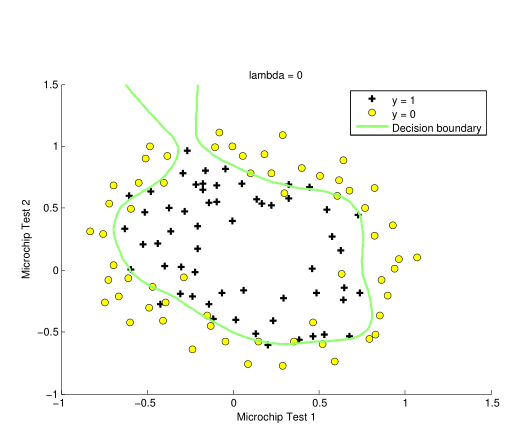 lambda = 0
y = 1
y = 0
Decision boundary
1.5
1
0.5
0
−0.5
−1
Microchip Test 2
−1
−0.5
0
0.5
1
1.5
Microchip Test 1